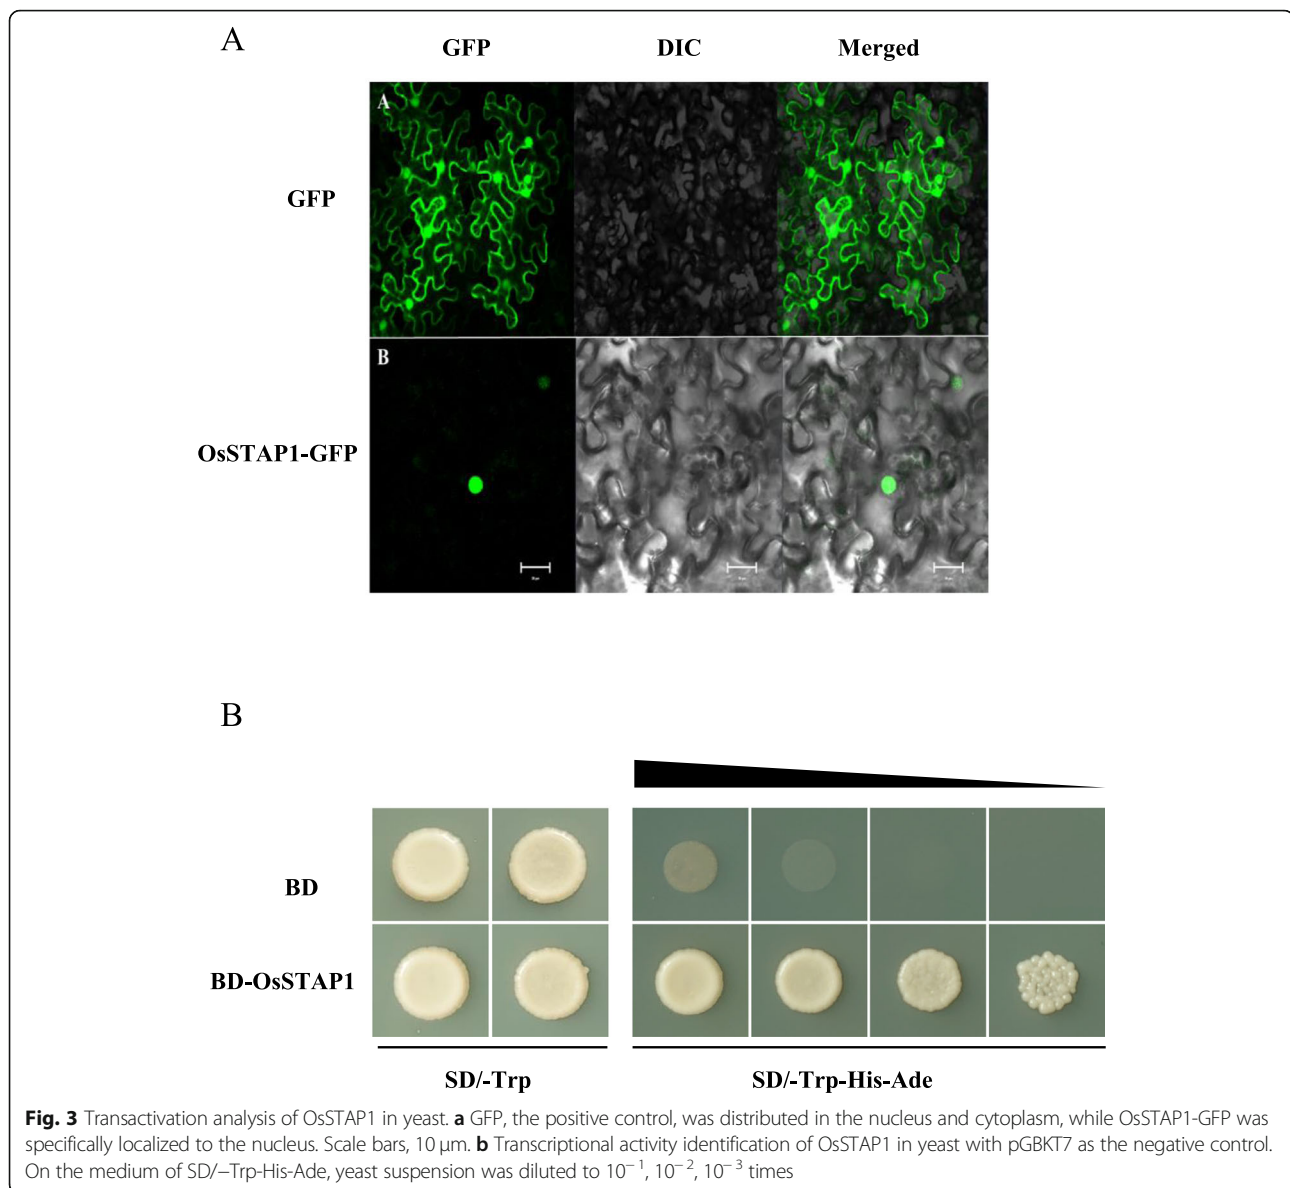 A
GFP DIC Merged
A
GFP
B
OsSTAP1-GFP
B
BD
BD-OsSTAP1
SD/-Trp SD/-Trp-His-Ade
Fig. 3 Transactivation analysis of OsSTAP1 in yeast. a GFP, the positive control, was distributed in the nucleus and cytoplasm, while OsSTAP1-GFP was
specifically localized to the nucleus. Scale bars, 10 μm. b Transcriptional activity identification of OsSTAP1 in yeast with pGBKT7 as the negative control.
On the medium of SD/−Trp-His-Ade, yeast suspension was diluted to 10⁻¹, 10⁻², 10⁻³ times